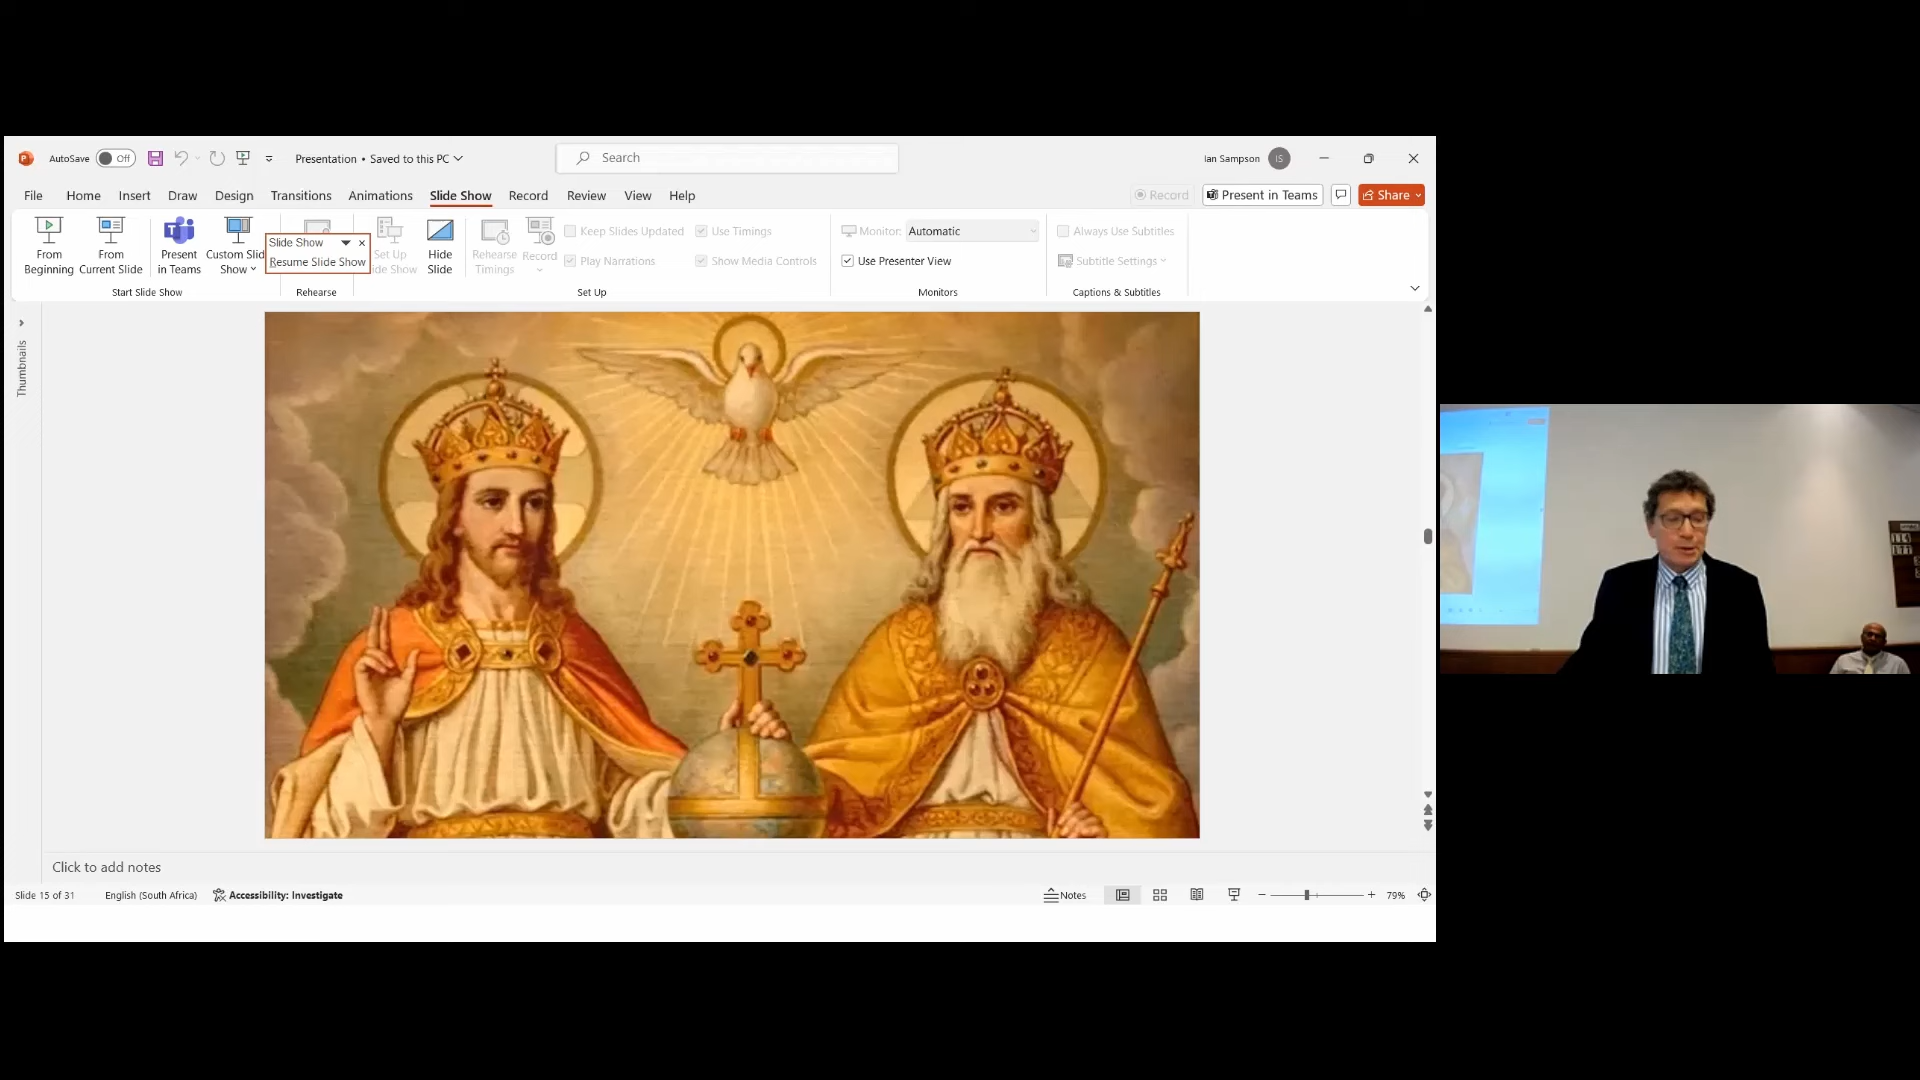 AutoSave Off Presentation • Saved to this PC Search Ian Sampson IS
File Home Insert Draw Design Transitions Animations Slide Show Record Review View Help Record Present in Teams Share
From Beginning
From Current Slide
Present in Teams
Custom Slid
Show
Slide Show
Resume Slide Show
Set Up
ide Show
Hide Slide
Rehearse Timings
Record
Keep Slides Updated
Play Narrations
Use Timings
Show Media Controls
Monitor: Automatic
Use Presenter View
Always Use Subtitles
Subtitle Settings
Start Slide Show Rehearse Set Up Monitors Captions & Subtitles
Thumbnails
Click to add notes
Slide 15 of 31 English (South Africa) Accessibility: Investigate Notes 79%
114
177